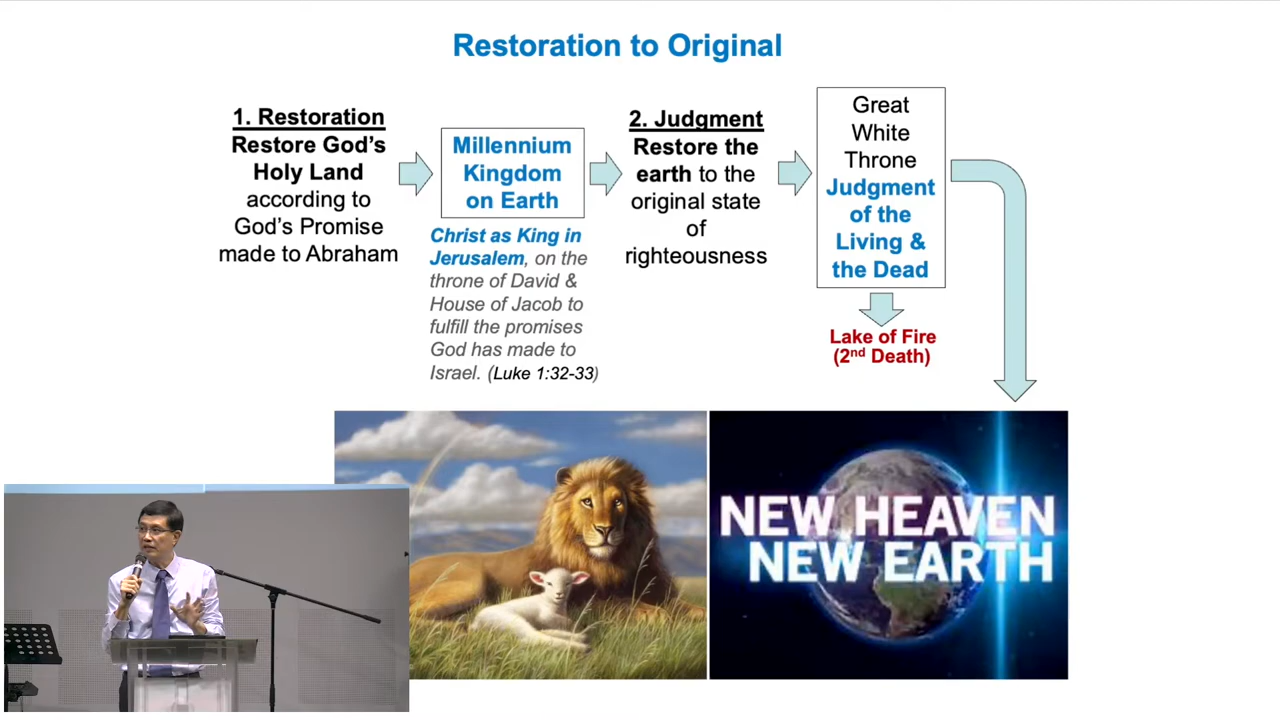 Restoration to Original
1. Restoration
Restore God’s
Holy Land
according to
God’s Promise
made to Abraham
Millennium
Kingdom
on Earth
Christ as King in
Jerusalem, on the
throne of David &
House of Jacob to
fulfill the promises
God has made to
Israel. (Luke 1:32-33)
2. Judgment
Restore the
earth to the
original state
of
righteousness
Great
White
Throne
Judgment
of the
Living &
the Dead
Lake of Fire
(2nd Death)
NEW HEAVEN
NEW EARTH